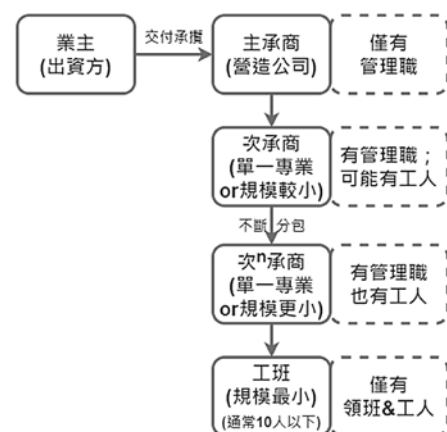 業主
(出資方)
交付承攬
主承商
(營造公司)
僅有
管理職
次承商
(單一專業
or規模較小)
有管理職；
可能有工人
不斷分包
次ⁿ承商
(單一專業
or規模更小)
有管理職
也有工人
工班
(規模最小)
(通常10人以下)
僅有
領班&工人